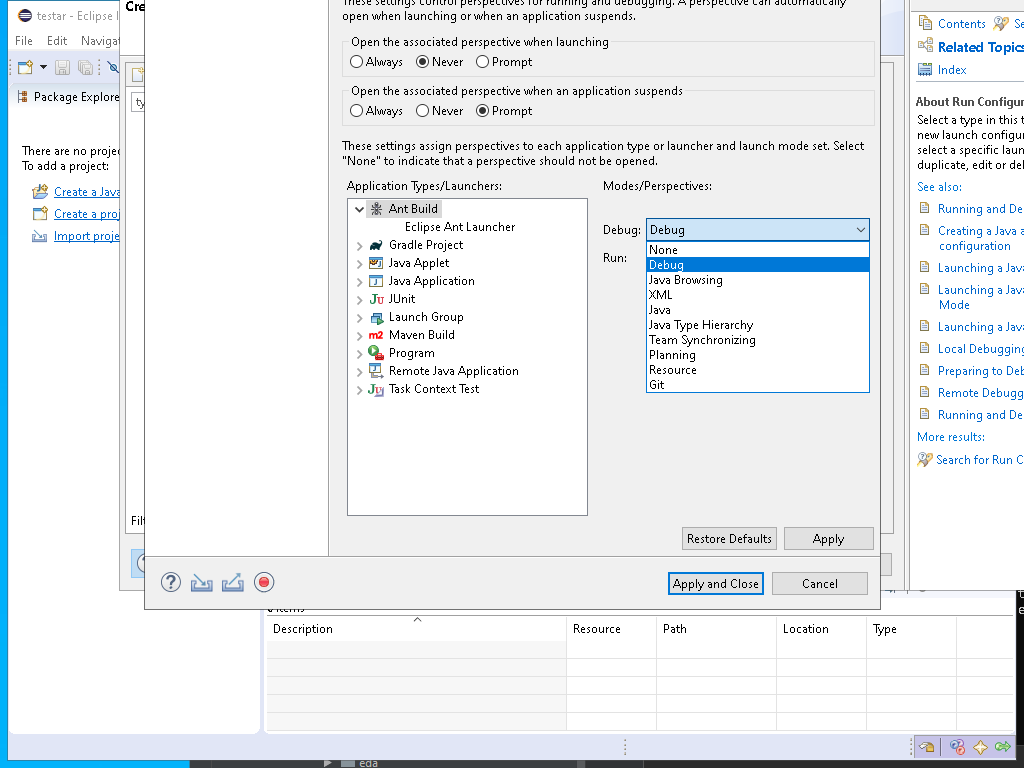 testar - Eclipse I
File Edit Navigat
Package Explore
There are no projec
To add a project:
Create a Java
Create a proj
Import proje
Cre
ty
Filt
These settings control perspectives for running and debugging. A perspective can automatically
open when launching or when an application suspends.
Open the associated perspective when launching
Always Never Prompt
Open the associated perspective when an application suspends
Always Never Prompt
These settings assign perspectives to each application type or launcher and launch mode set. Select
"None" to indicate that a perspective should not be opened.
Application Types/Launchers:
Ant Build
Eclipse Ant Launcher
Gradle Project
Java Applet
Java Application
JUnit
Launch Group
Maven Build
Program
Remote Java Application
Task Context Test
Modes/Perspectives:
Debug: Debug
Run:
None
Debug
Java Browsing
XML
Java
Java Type Hierarchy
Team Synchronizing
Planning
Resource
Git
Restore Defaults Apply
Apply and Close Cancel
Contents Se
Related Topics
Index
About Run Configur
Select a type in this t
new launch configu
select a specific laun
duplicate, edit or del
See also:
Running and De
Creating a Java a
configuration
Launching a Java
Launching a Java
Mode
Launching a Java
Local Debugging
Preparing to Deb
Remote Debugg
Running and De
More results:
Search for Run C
0 items
Description Resource Path Location Type
eda